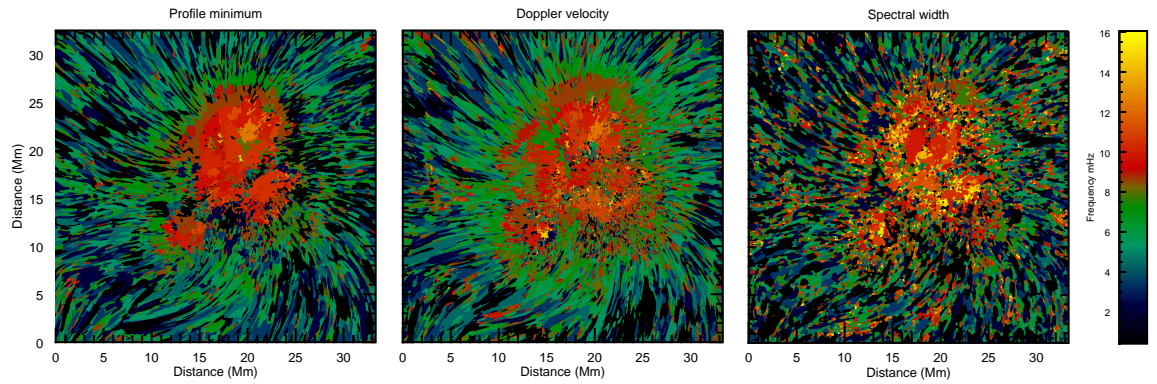 Profile minimum
Doppler velocity
Spectral width
30
25
20
15
10
5
0
Distance (Mm)
0 5 10 15 20 25 30
0 5 10 15 20 25 30
0 5 10 15 20 25 30
Distance (Mm)
Distance (Mm)
Distance (Mm)
16
14
12
10
8
6
4
2
Frequency mHz